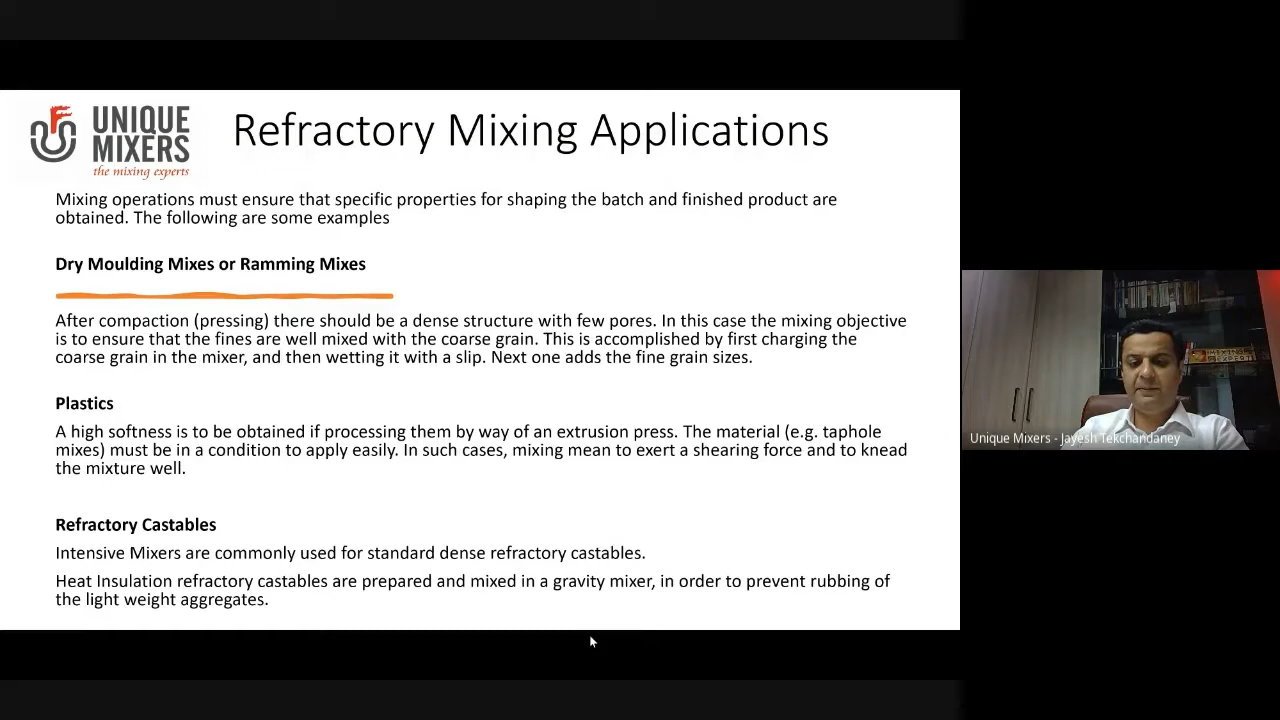 UNIQUE
MIXERS
the mixing experts
Refractory Mixing Applications
Mixing operations must ensure that specific properties for shaping the batch and finished product are
obtained. The following are some examples
Dry Moulding Mixes or Ramming Mixes
After compaction (pressing) there should be a dense structure with few pores. In this case the mixing objective
is to ensure that the fines are well mixed with the coarse grain. This is accomplished by first charging the
coarse grain in the mixer, and then wetting it with a slip. Next one adds the fine grain sizes.
Plastics
A high softness is to be obtained if processing them by way of an extrusion press. The material (e.g. taphole
mixes) must be in a condition to apply easily. In such cases, mixing mean to exert a shearing force and to knead
the mixture well.
Refractory Castables
Intensive Mixers are commonly used for standard dense refractory castables.
Heat Insulation refractory castables are prepared and mixed in a gravity mixer, in order to prevent rubbing of
the light weight aggregates.
Unique Mixers - Jayesh Tekchandaney